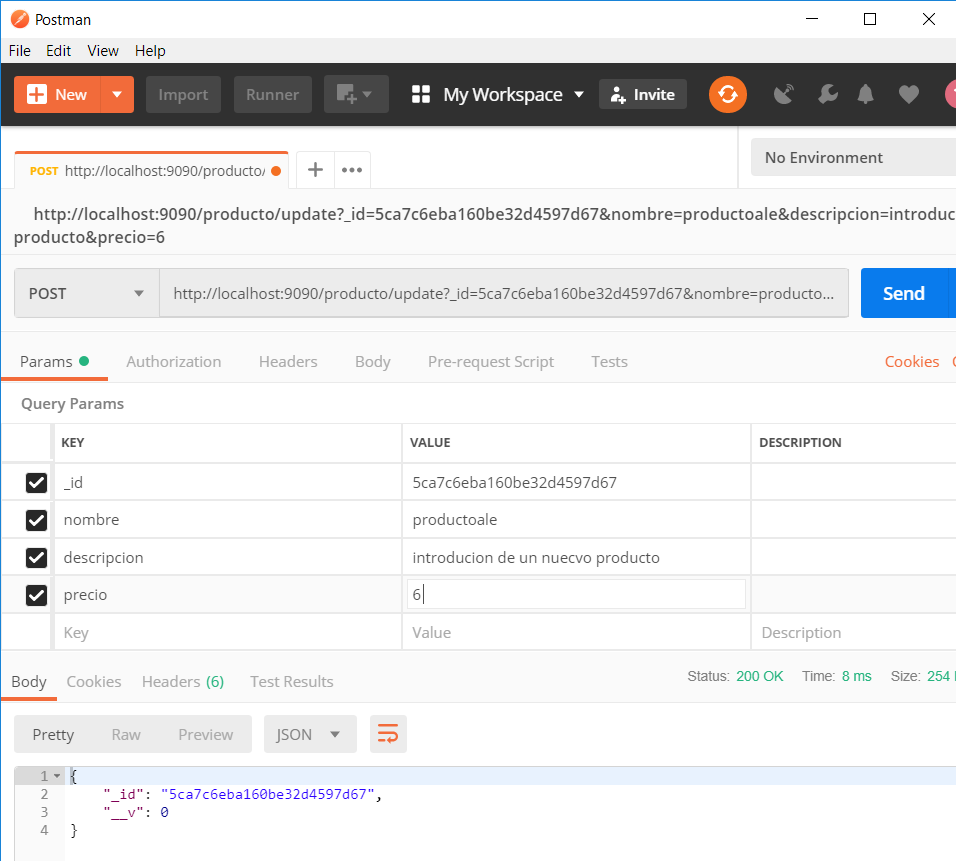 Postman
File Edit View Help
New Import Runner My Workspace Invite
POST http://localhost:9090/producto/ No Environment
http://localhost:9090/producto/update?_id=5ca7c6eba160be32d4597d67&nombre=productoale&descripcion=introduc
producto&precio=6
POST http://localhost:9090/producto/update?_id=5ca7c6eba160be32d4597d67&nombre=producto... Send
Params Authorization Headers Body Pre-request Script Tests Cookies
Query Params
KEY VALUE DESCRIPTION
_id 5ca7c6eba160be32d4597d67
nombre productoale
descripcion introducion de un nuecvo producto
precio 6
Key Value Description
Body Cookies Headers (6) Test Results Status: 200 OK Time: 8 ms Size: 254
Pretty Raw Preview JSON
1 {
2 "_id": "5ca7c6eba160be32d4597d67",
3 "__v": 0
4 }